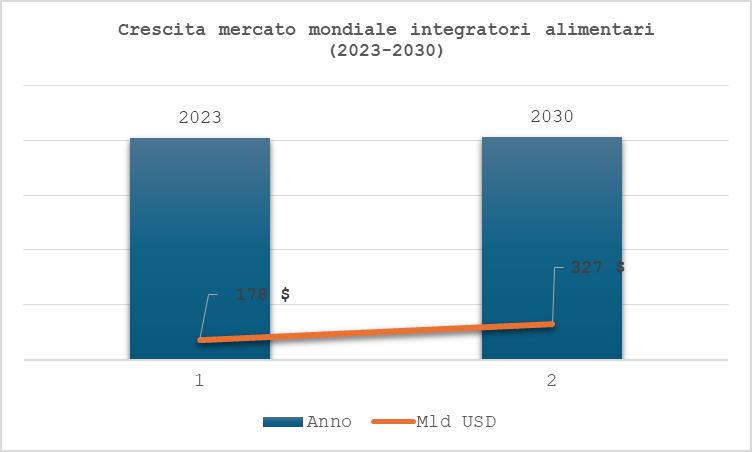 Crescita mercato mondiale integratori alimentari
(2023-2030)
2023
2030
327 $
178 $
1
2
Anno
Mld USD